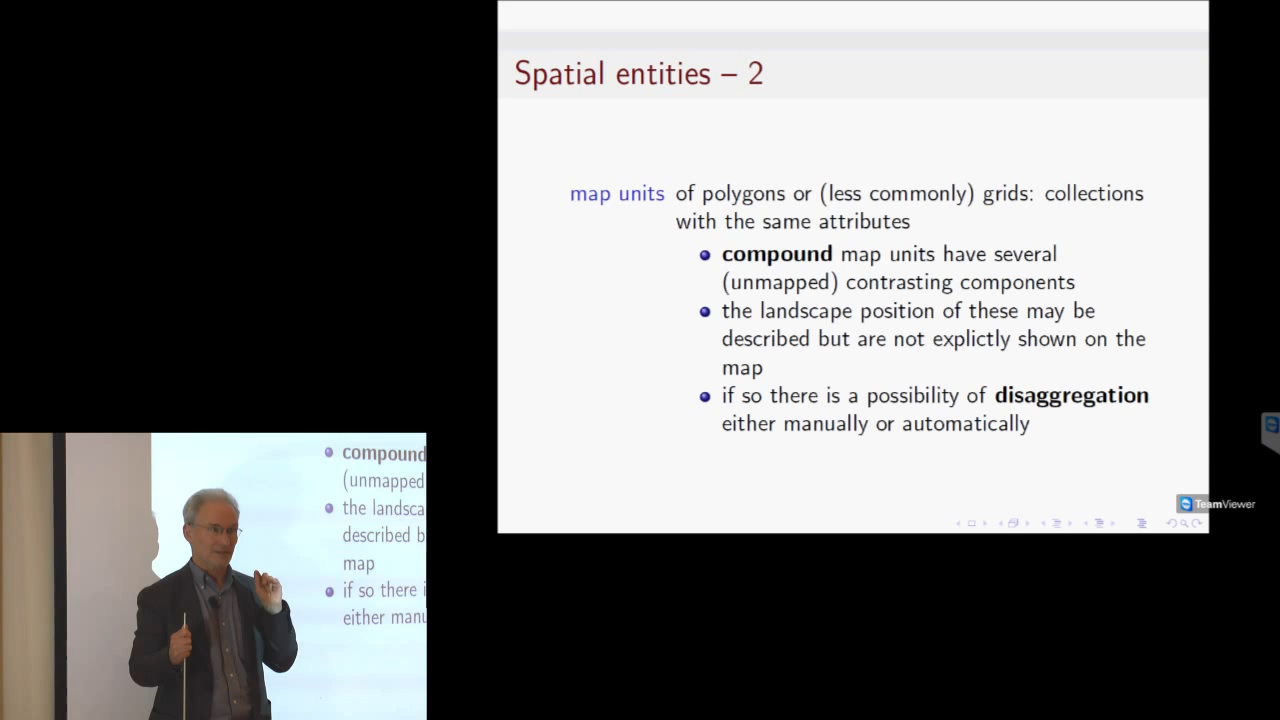 Spatial entities – 2
map units of polygons or (less commonly) grids: collections
with the same attributes
compound map units have several
(unmapped) contrasting components
the landscape position of these may be
described but are not explictly shown on the
map
if so there is a possibility of disaggregation
either manually or automatically
TeamViewer
compound
(unmapped
the landsca
described b
map
if so there i
either manu